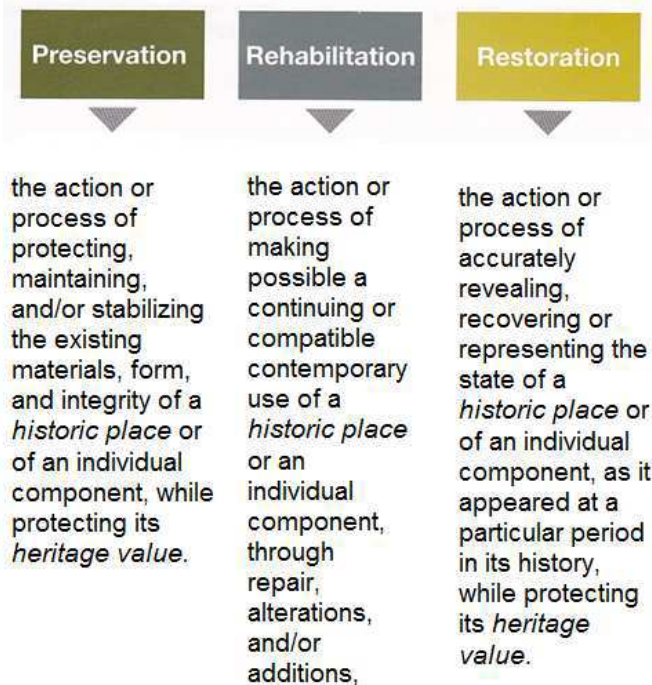 Preservation
the action or
process of
protecting,
maintaining,
and/or stabilizing
the existing
materials, form,
and integrity of a
historic place or
of an individual
component, while
protecting its
heritage value.
Rehabilitation
the action or
process of
making
possible a
continuing or
compatible
contemporary
use of a
historic place
or an
individual
component,
through
repair,
alterations,
and/or
additions,
Restoration
the action or
process of
accurately
revealing,
recovering or
representing the
state of a
historic place or
of an individual
component, as it
appeared at a
particular period
in its history,
while protecting
its heritage
value.